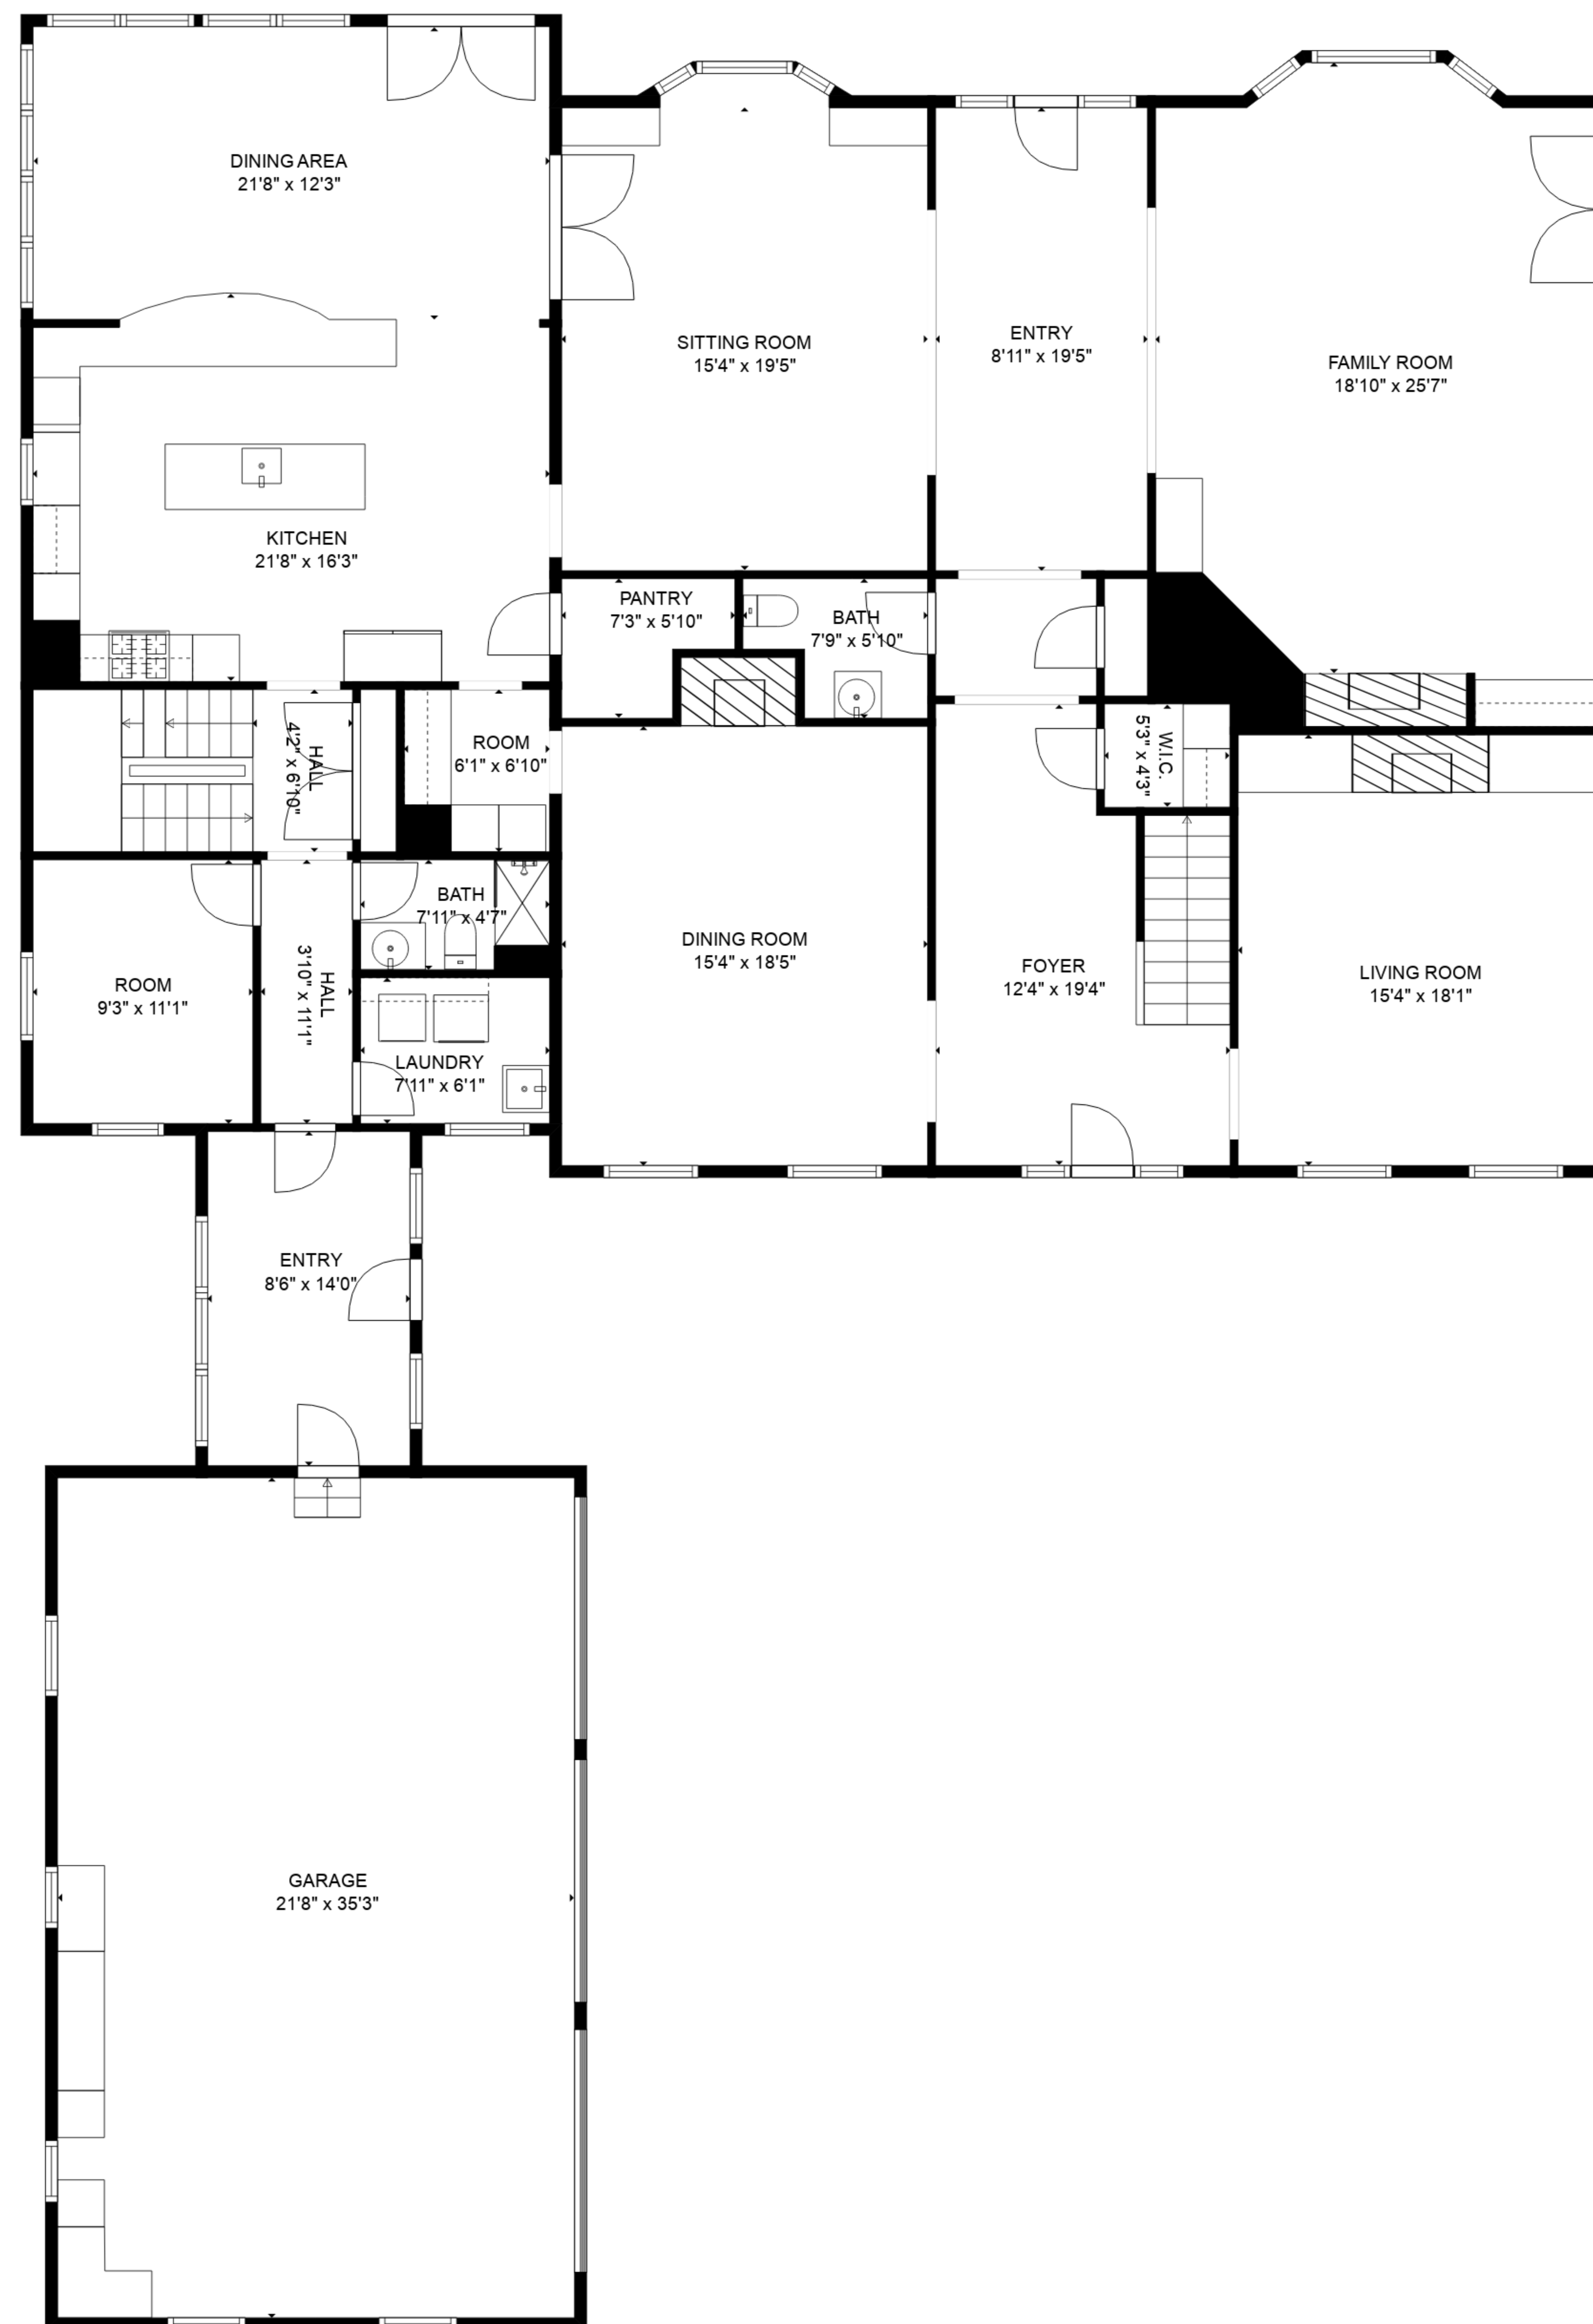 DINING AREA
21'8" x 12'3"
SITTING ROOM
15'4" x 19'5"
ENTRY
8'11" x 19'5"
FAMILY ROOM
18'10" x 25'7"
KITCHEN
21'8" x 16'3"
PANTRY
7'3" x 5'10"
BATH
7'9" x 5'10"
HALL
4'2" x 6'10"
ROOM
6'1" x 6'10"
W.I.C.
5'3" x 4'3"
BATH
7'11" x 4'7"
DINING ROOM
15'4" x 18'5"
FOYER
12'4" x 19'4"
LIVING ROOM
15'4" x 18'1"
ROOM
9'3" x 11'1"
HALL
3'10" x 11'1"
LAUNDRY
7'11" x 6'1"
ENTRY
8'6" x 14'0"
GARAGE
21'8" x 35'3"